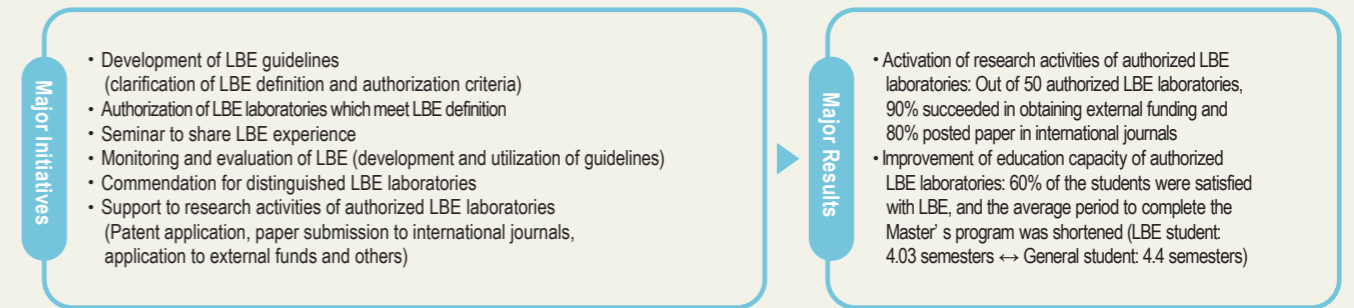 Major Initiatives
• Development of LBE guidelines
(clarification of LBE definition and authorization criteria)
• Authorization of LBE laboratories which meet LBE definition
• Seminar to share LBE experience
• Monitoring and evaluation of LBE (development and utilization of guidelines)
• Commendation for distinguished LBE laboratories
• Support to research activities of authorized LBE laboratories
(Patent application, paper submission to international journals,
application to external funds and others)
Major Results
• Activation of research activities of authorized LBE
laboratories: Out of 50 authorized LBE laboratories,
90% succeeded in obtaining external funding and
80% posted paper in international journals
• Improvement of education capacity of authorized
LBE laboratories: 60% of the students were satisfied
with LBE, and the average period to complete the
Master’ s program was shortened (LBE student:
4.03 semesters ↔ General student: 4.4 semesters)